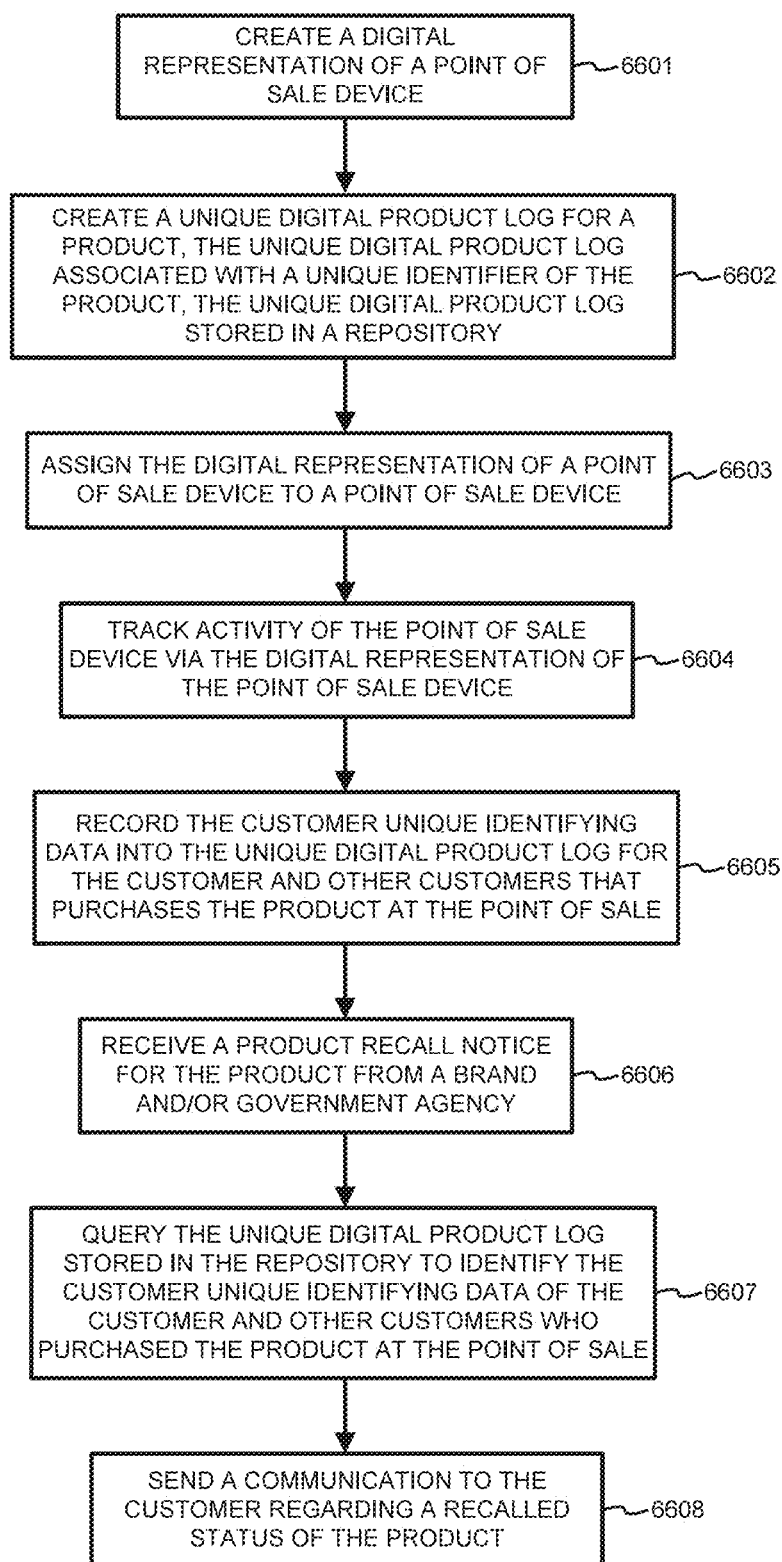 CREATE A DIGITAL
REPRESENTATION OF A POINT OF
SALE DEVICE
6601
CREATE A UNIQUE DIGITAL PRODUCT LOG FOR A
PRODUCT, THE UNIQUE DIGITAL PRODUCT LOG
ASSOCIATED WITH A UNIQUE IDENTIFIER OF THE
PRODUCT, THE UNIQUE DIGITAL PRODUCT LOG
STORED IN A REPOSITORY
6602
ASSIGN THE DIGITAL REPRESENTATION OF A POINT
OF SALE DEVICE TO A POINT OF SALE DEVICE
6603
TRACK ACTIVITY OF THE POINT OF SALE
DEVICE VIA THE DIGITAL REPRESENTATION OF
THE POINT OF SALE DEVICE
6604
RECORD THE CUSTOMER UNIQUE IDENTIFYING
DATA INTO THE UNIQUE DIGITAL PRODUCT LOG FOR
THE CUSTOMER AND OTHER CUSTOMERS THAT
PURCHASES THE PRODUCT AT THE POINT OF SALE
6605
RECEIVE A PRODUCT RECALL NOTICE
FOR THE PRODUCT FROM A BRAND
AND/OR GOVERNMENT AGENCY
6606
QUERY THE UNIQUE DIGITAL PRODUCT LOG
STORED IN THE REPOSITORY TO IDENTIFY THE
CUSTOMER UNIQUE IDENTIFYING DATA OF THE
CUSTOMER AND OTHER CUSTOMERS WHO
PURCHASED THE PRODUCT AT THE POINT OF SALE
6607
SEND A COMMUNICATION TO THE
CUSTOMER REGARDING A RECALLED
STATUS OF THE PRODUCT
6608